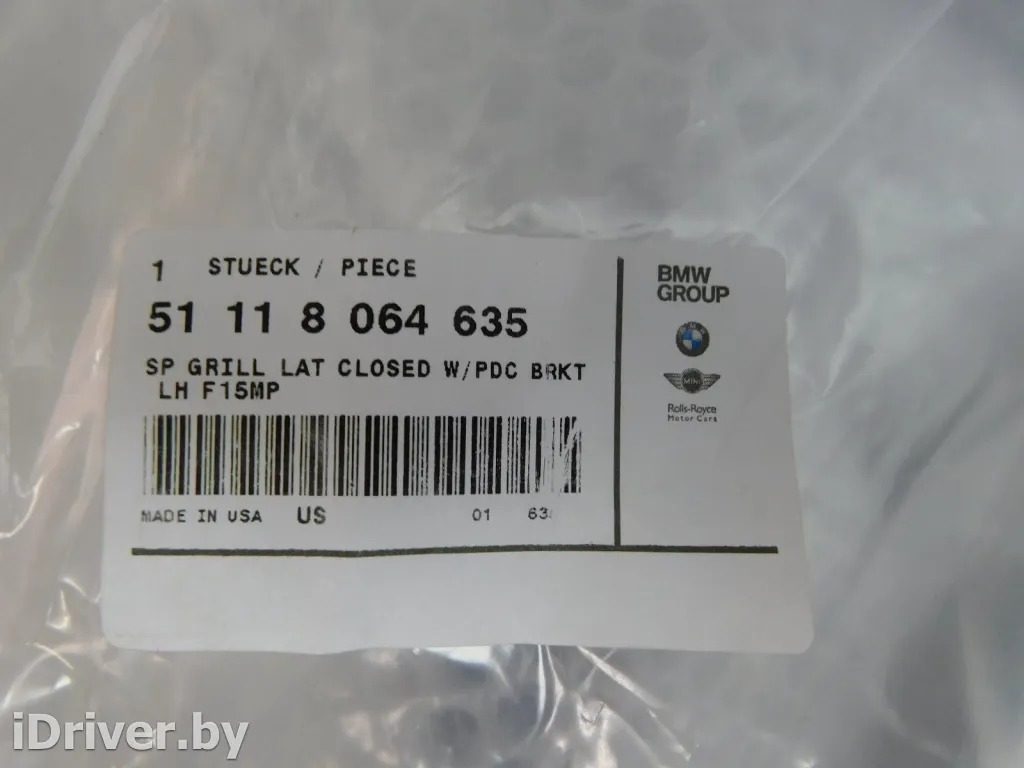 1 STUECK / PIECE
51 11 8 064 635
SP GRILL LAT CLOSED W/PDC BRKT
LH F15MP
MADE IN USA US 01
BMW
GROUP
MINI
Rolls-Royce
Motor Cars
iDriver.by